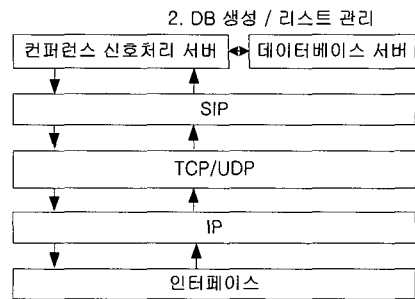 2. DB 생성 / 리스트 관리
컨퍼런스 신호처리 서버 데이터베이스 서버
SIP
TCP/UDP
IP
인터페이스